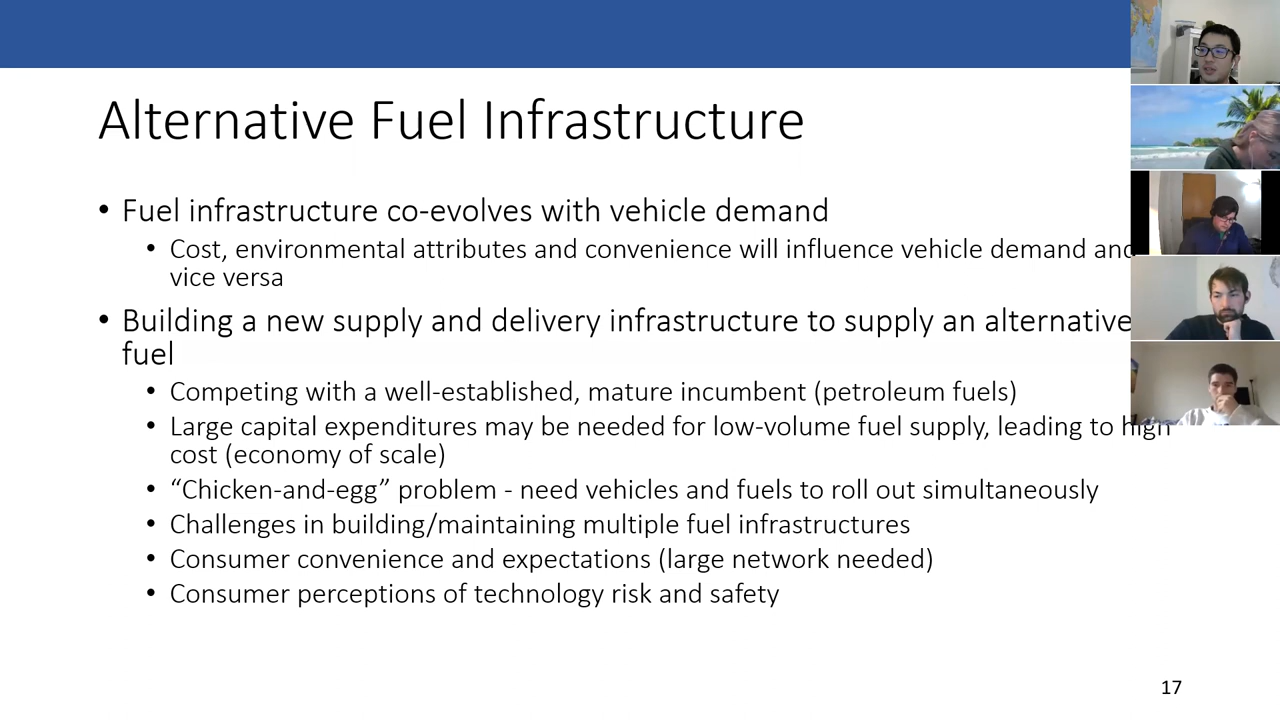 Alternative Fuel Infrastructure
• Fuel infrastructure co-evolves with vehicle demand
• Cost, environmental attributes and convenience will influence vehicle demand and
vice versa
• Building a new supply and delivery infrastructure to supply an alternative
fuel
• Competing with a well-established, mature incumbent (petroleum fuels)
• Large capital expenditures may be needed for low-volume fuel supply, leading to high
cost (economy of scale)
• “Chicken-and-egg” problem - need vehicles and fuels to roll out simultaneously
• Challenges in building/maintaining multiple fuel infrastructures
• Consumer convenience and expectations (large network needed)
• Consumer perceptions of technology risk and safety
17